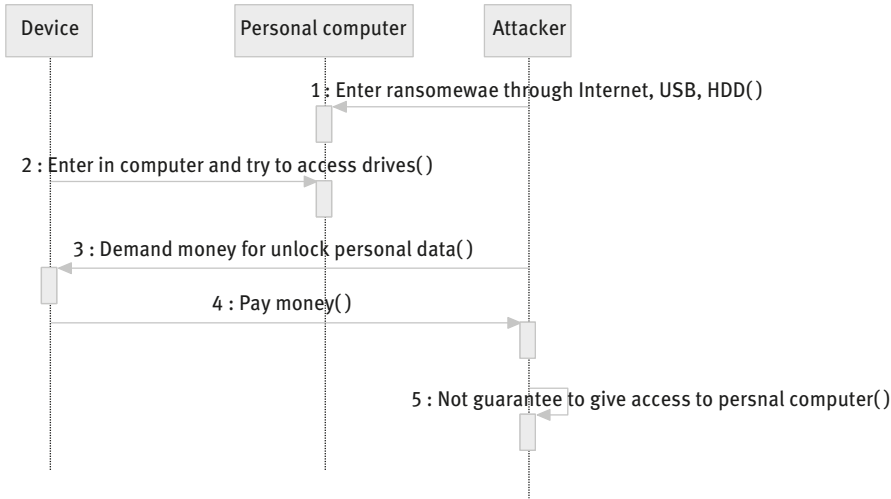 Device
Personal computer
Attacker
1 : Enter ransomewae through Internet, USB, HDD()
2 : Enter in computer and try to access drives()
3 : Demand money for unlock personal data()
4 : Pay money()
5 : Not guarantee to give access to persnal computer()